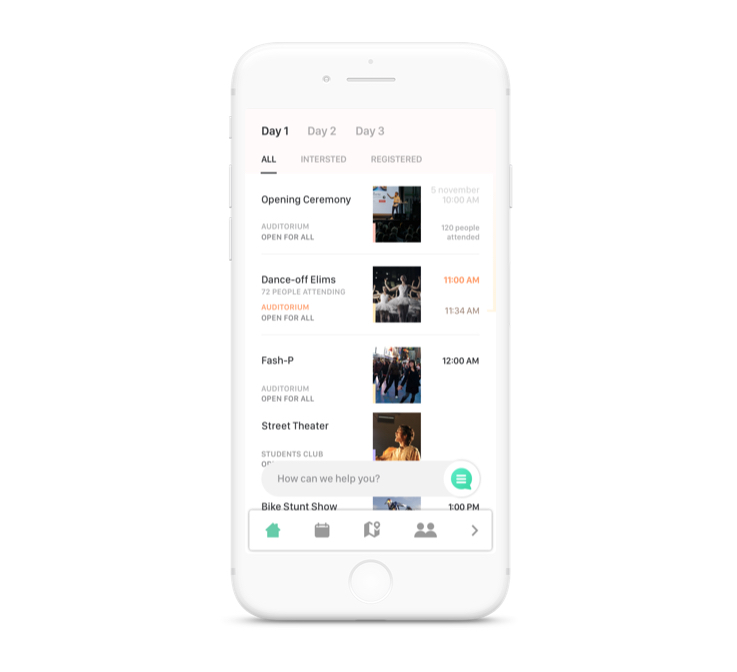 Day 1 Day 2 Day 3
ALL INTERSTED REGISTERED
5 november
Opening Ceremony 10:00 AM
AUDITORIUM 120 people
OPEN FOR ALL attended
Dance-off Elims 11:00 AM
72 PEOPLE ATTENDING
AUDITORIUM 11:34 AM
OPEN FOR ALL
Fash-P 12:00 AM
AUDITORIUM
OPEN FOR ALL
Street Theater
STUDENTS CLUB
How can we help you?
Bike Stunt Show 1:00 PM